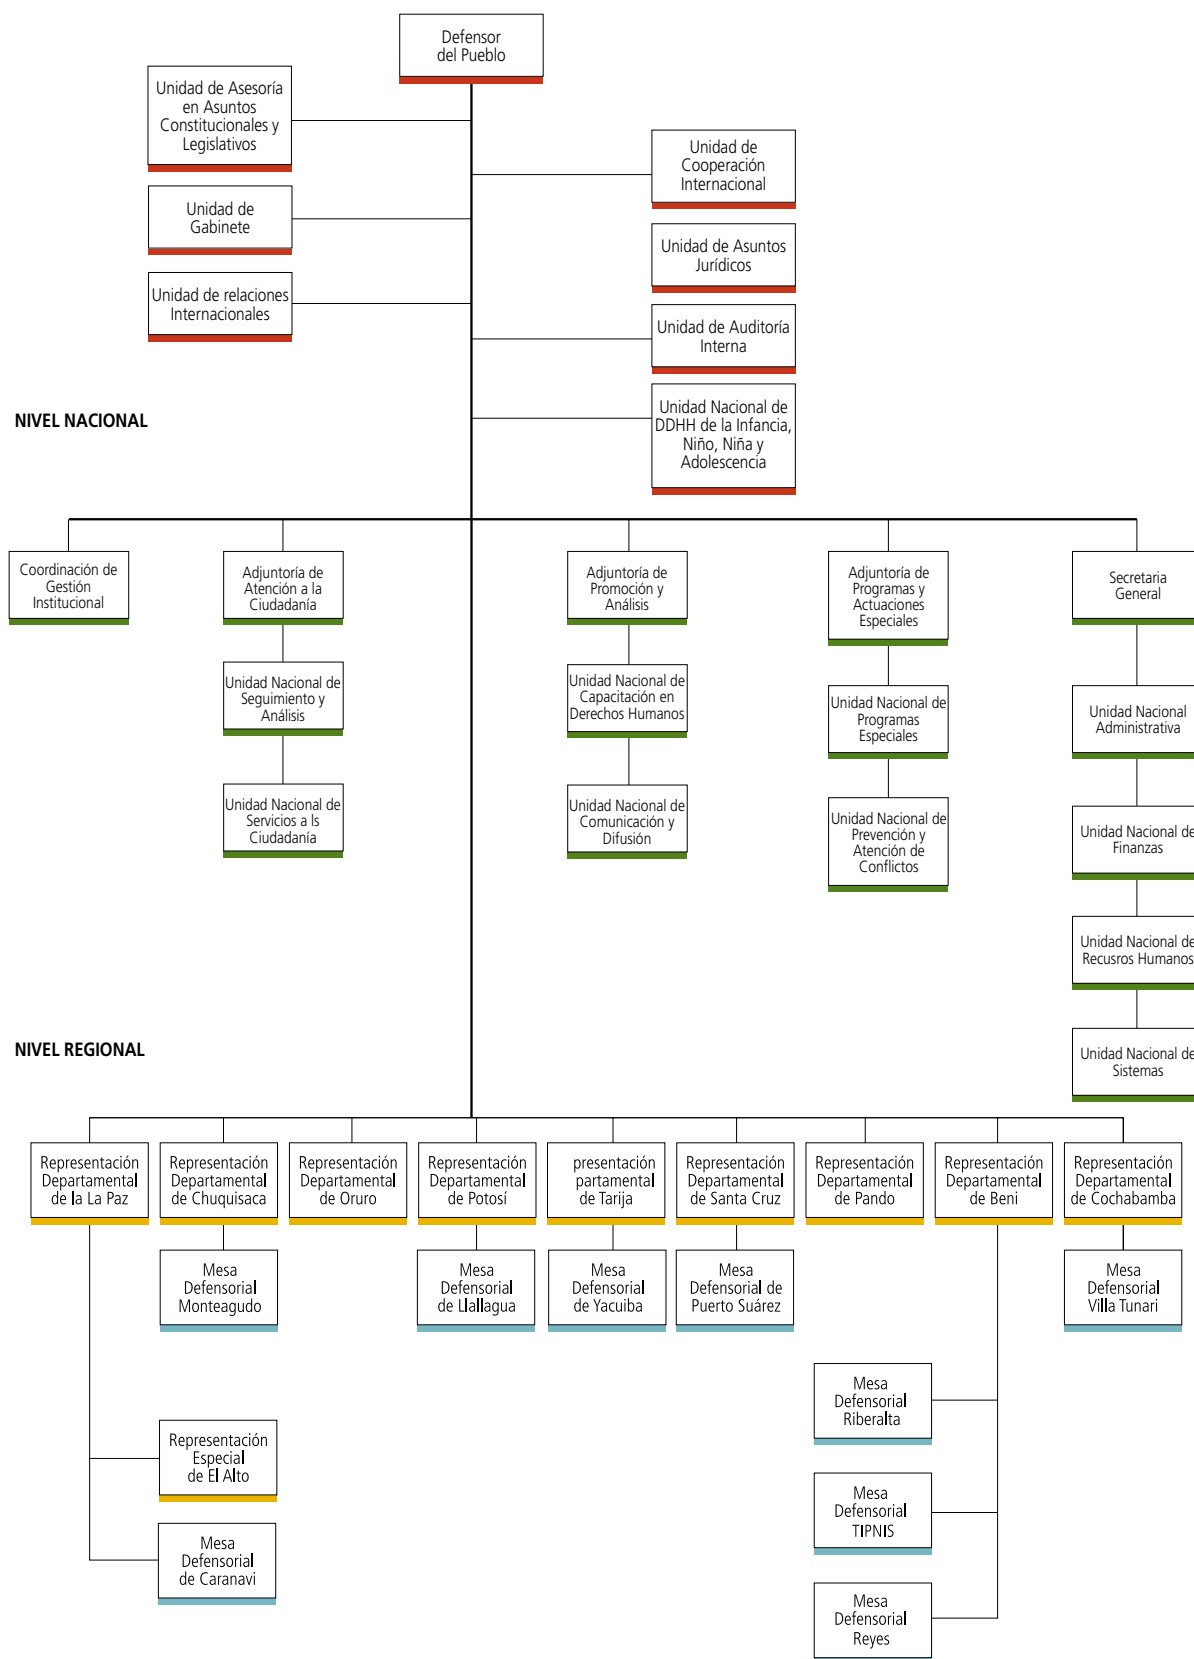 Defensor
del Pueblo
Unidad de Asesoría
en Asuntos
Constitucionales y
Legislativos
Unidad de
Cooperación
Internacional
Unidad de
Gabinete
Unidad de Asuntos
Jurídicos
Unidad de relaciones
Internacionales
Unidad de Auditoría
Interna
Unidad Nacional de
DDHH de la Infancia,
Niño, Niña y
Adolescencia
NIVEL NACIONAL
Coordinación de
Gestión
Institucional
Adjuntoría de
Atención a la
Ciudadanía
Adjuntoría de
Promoción y
Análisis
Adjuntoría de
Programas y
Actuaciones
Especiales
Secretaria
General
Unidad Nacional de
Seguimiento y
Análisis
Unidad Nacional de
Capacitación en
Derechos Humanos
Unidad Nacional de
Programas
Especiales
Unidad Nacional
Administrativa
Unidad Nacional de
Servicios a ls
Ciudadanía
Unidad Nacional de
Comunicación y
Difusión
Unidad Nacional de
Prevención y
Atención de
Conflictos
Unidad Nacional de
Finanzas
Unidad Nacional de
Recusros Humanos
Unidad Nacional de
Sistemas
NIVEL REGIONAL
Representación
Departamental
de la La Paz
Representación
Departamental
de Chuquisaca
Representación
Departamental
de Oruro
Representación
Departamental
de Potosí
presentación
partamental
de Tarija
Representación
Departamental
de Santa Cruz
Representación
Departamental
de Pando
Representación
Departamental
de Beni
Representación
Departamental
de Cochabamba
Mesa
Defensorial
Monteagudo
Mesa
Defensorial
de Llallagua
Mesa
Defensorial
de Yacuiba
Mesa
Defensorial de
Puerto Suárez
Mesa
Defensorial
Villa Tunari
Mesa
Defensorial
Riberalta
Representación
Especial
de El Alto
Mesa
Defensorial
TIPNIS
Mesa
Defensorial
de Caranavi
Mesa
Defensorial
Reyes